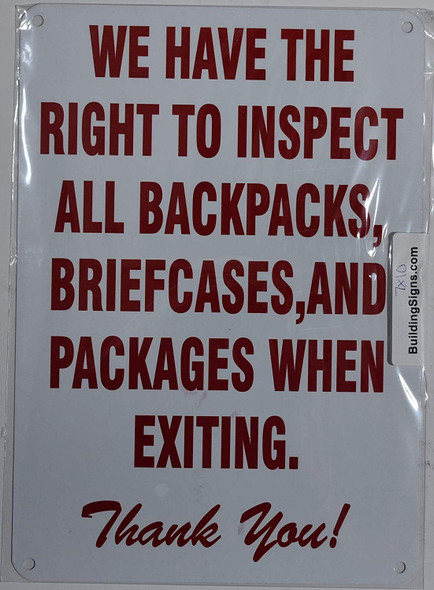 WE HAVE THE
RIGHT TO INSPECT
ALL BACKPACKS,
BRIEFCASES,AND
PACKAGES WHEN
EXITING.
Thank You!
7x10
BuildingSigns.com